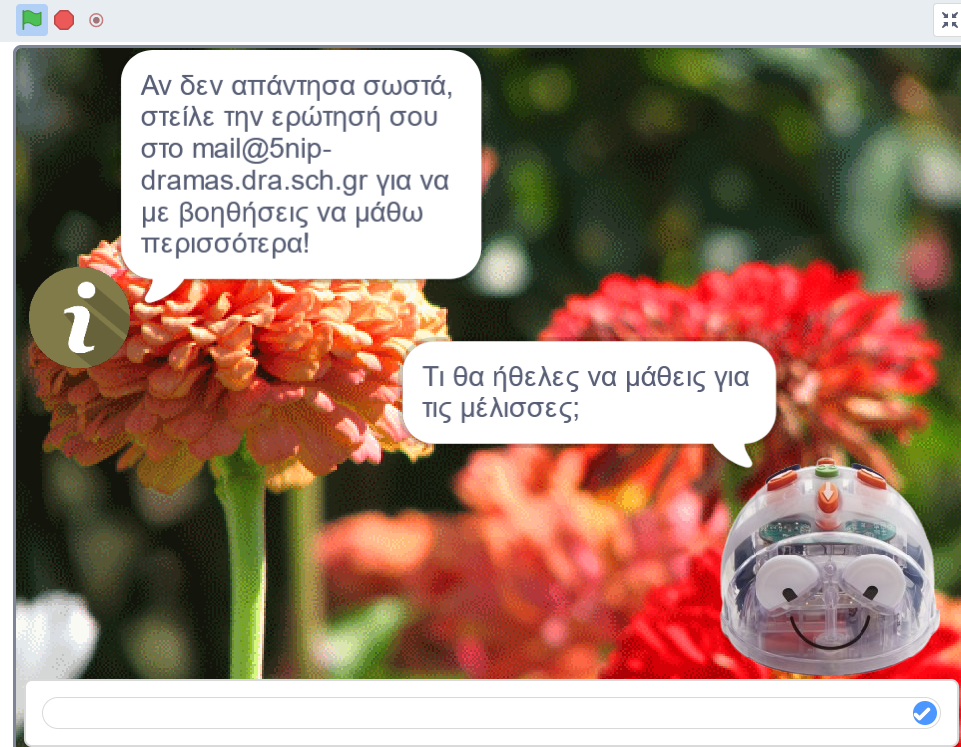 Αν δεν απάντησα σωστά,
στείλε την ερώτησή σου
στο mail@5nip-
dramas.dra.sch.gr για να
με βοηθήσεις να μάθω
περισσότερα!
i
Τι θα ήθελες να μάθεις για
τις μέλισσες;